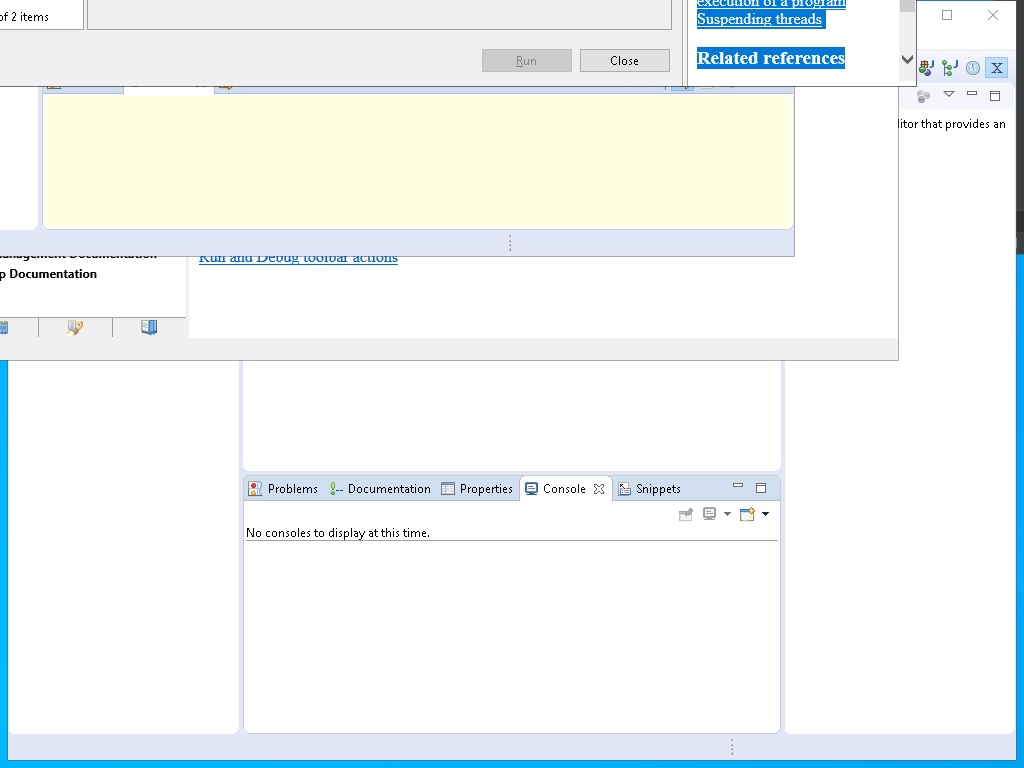 execution of a program
of 2 items
Suspending threads
Run
Close
Related references
litor that provides an
Run and Debug toolbar actions
anagement Documentation
p Documentation
Problems
Documentation
Properties
Console
Snippets
No consoles to display at this time.